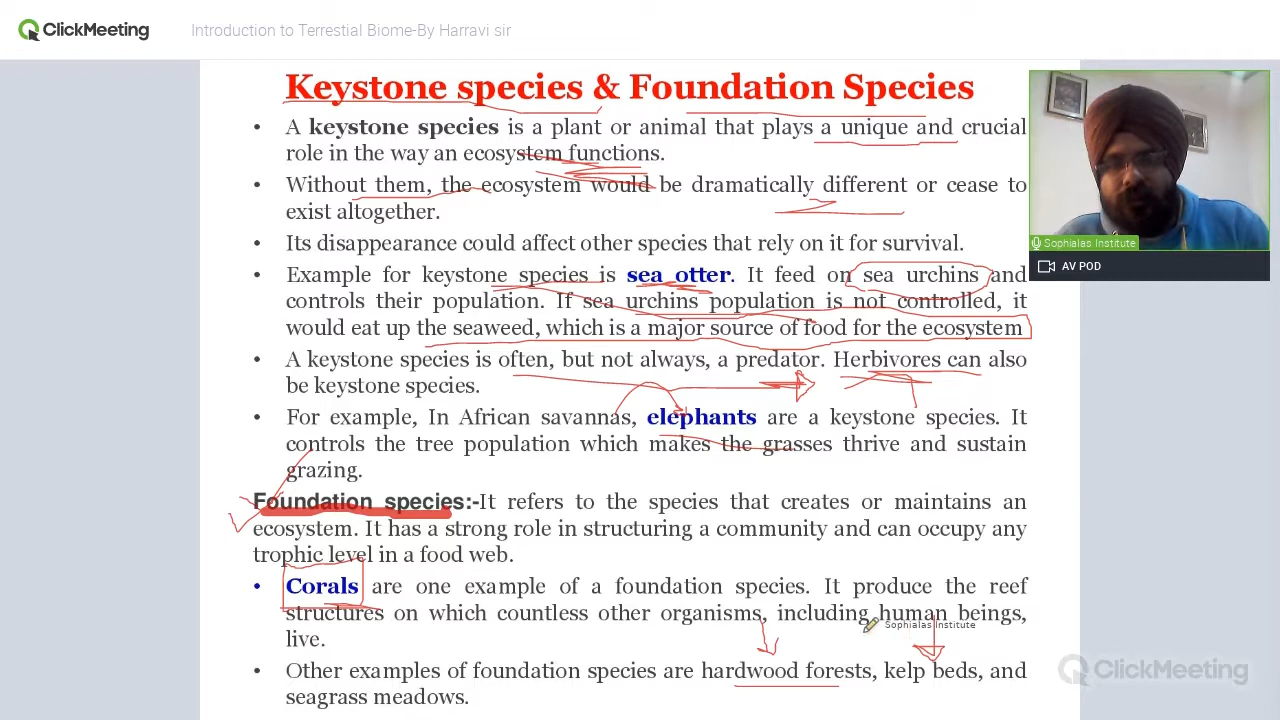 ClickMeeting
Introduction to Terrestial Biome-By Harravi sir
Keystone species & Foundation Species
• A keystone species is a plant or animal that plays a unique and crucial
role in the way an ecosystem functions.
• Without them, the ecosystem would be dramatically different or cease to
exist altogether.
• Its disappearance could affect other species that rely on it for survival.
• Example for keystone species is sea otter. It feed on sea urchins and
controls their population. If sea urchins population is not controlled, it
would eat up the seaweed, which is a major source of food for the ecosystem
• A keystone species is often, but not always, a predator. Herbivores can also
be keystone species.
• For example, In African savannas, elephants are a keystone species. It
controls the tree population which makes the grasses thrive and sustain
grazing.
Foundation species:-It refers to the species that creates or maintains an
ecosystem. It has a strong role in structuring a community and can occupy any
trophic level in a food web.
• Corals are one example of a foundation species. It produce the reef
structures on which countless other organisms, including human beings,
live.
• Other examples of foundation species are hardwood forests, kelp beds, and
seagrass meadows.
Sophialas Institute
AV POD
Sophialas Institute
ClickMeeting